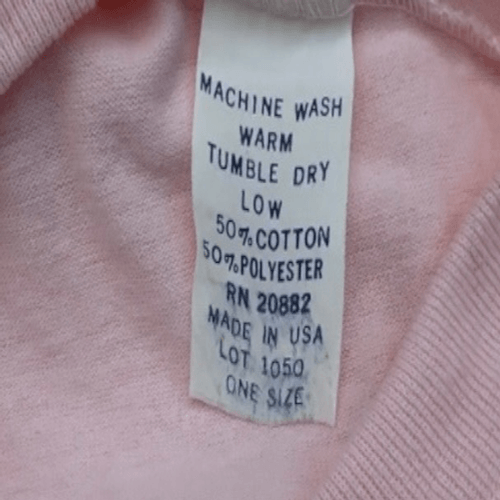 MACHINE WASH
WARM
TUMBLE DRY
LOW
50% COTTON
50% POLYESTER
RN 20882
MADE IN USA
LOT 1050
ONE SIZE